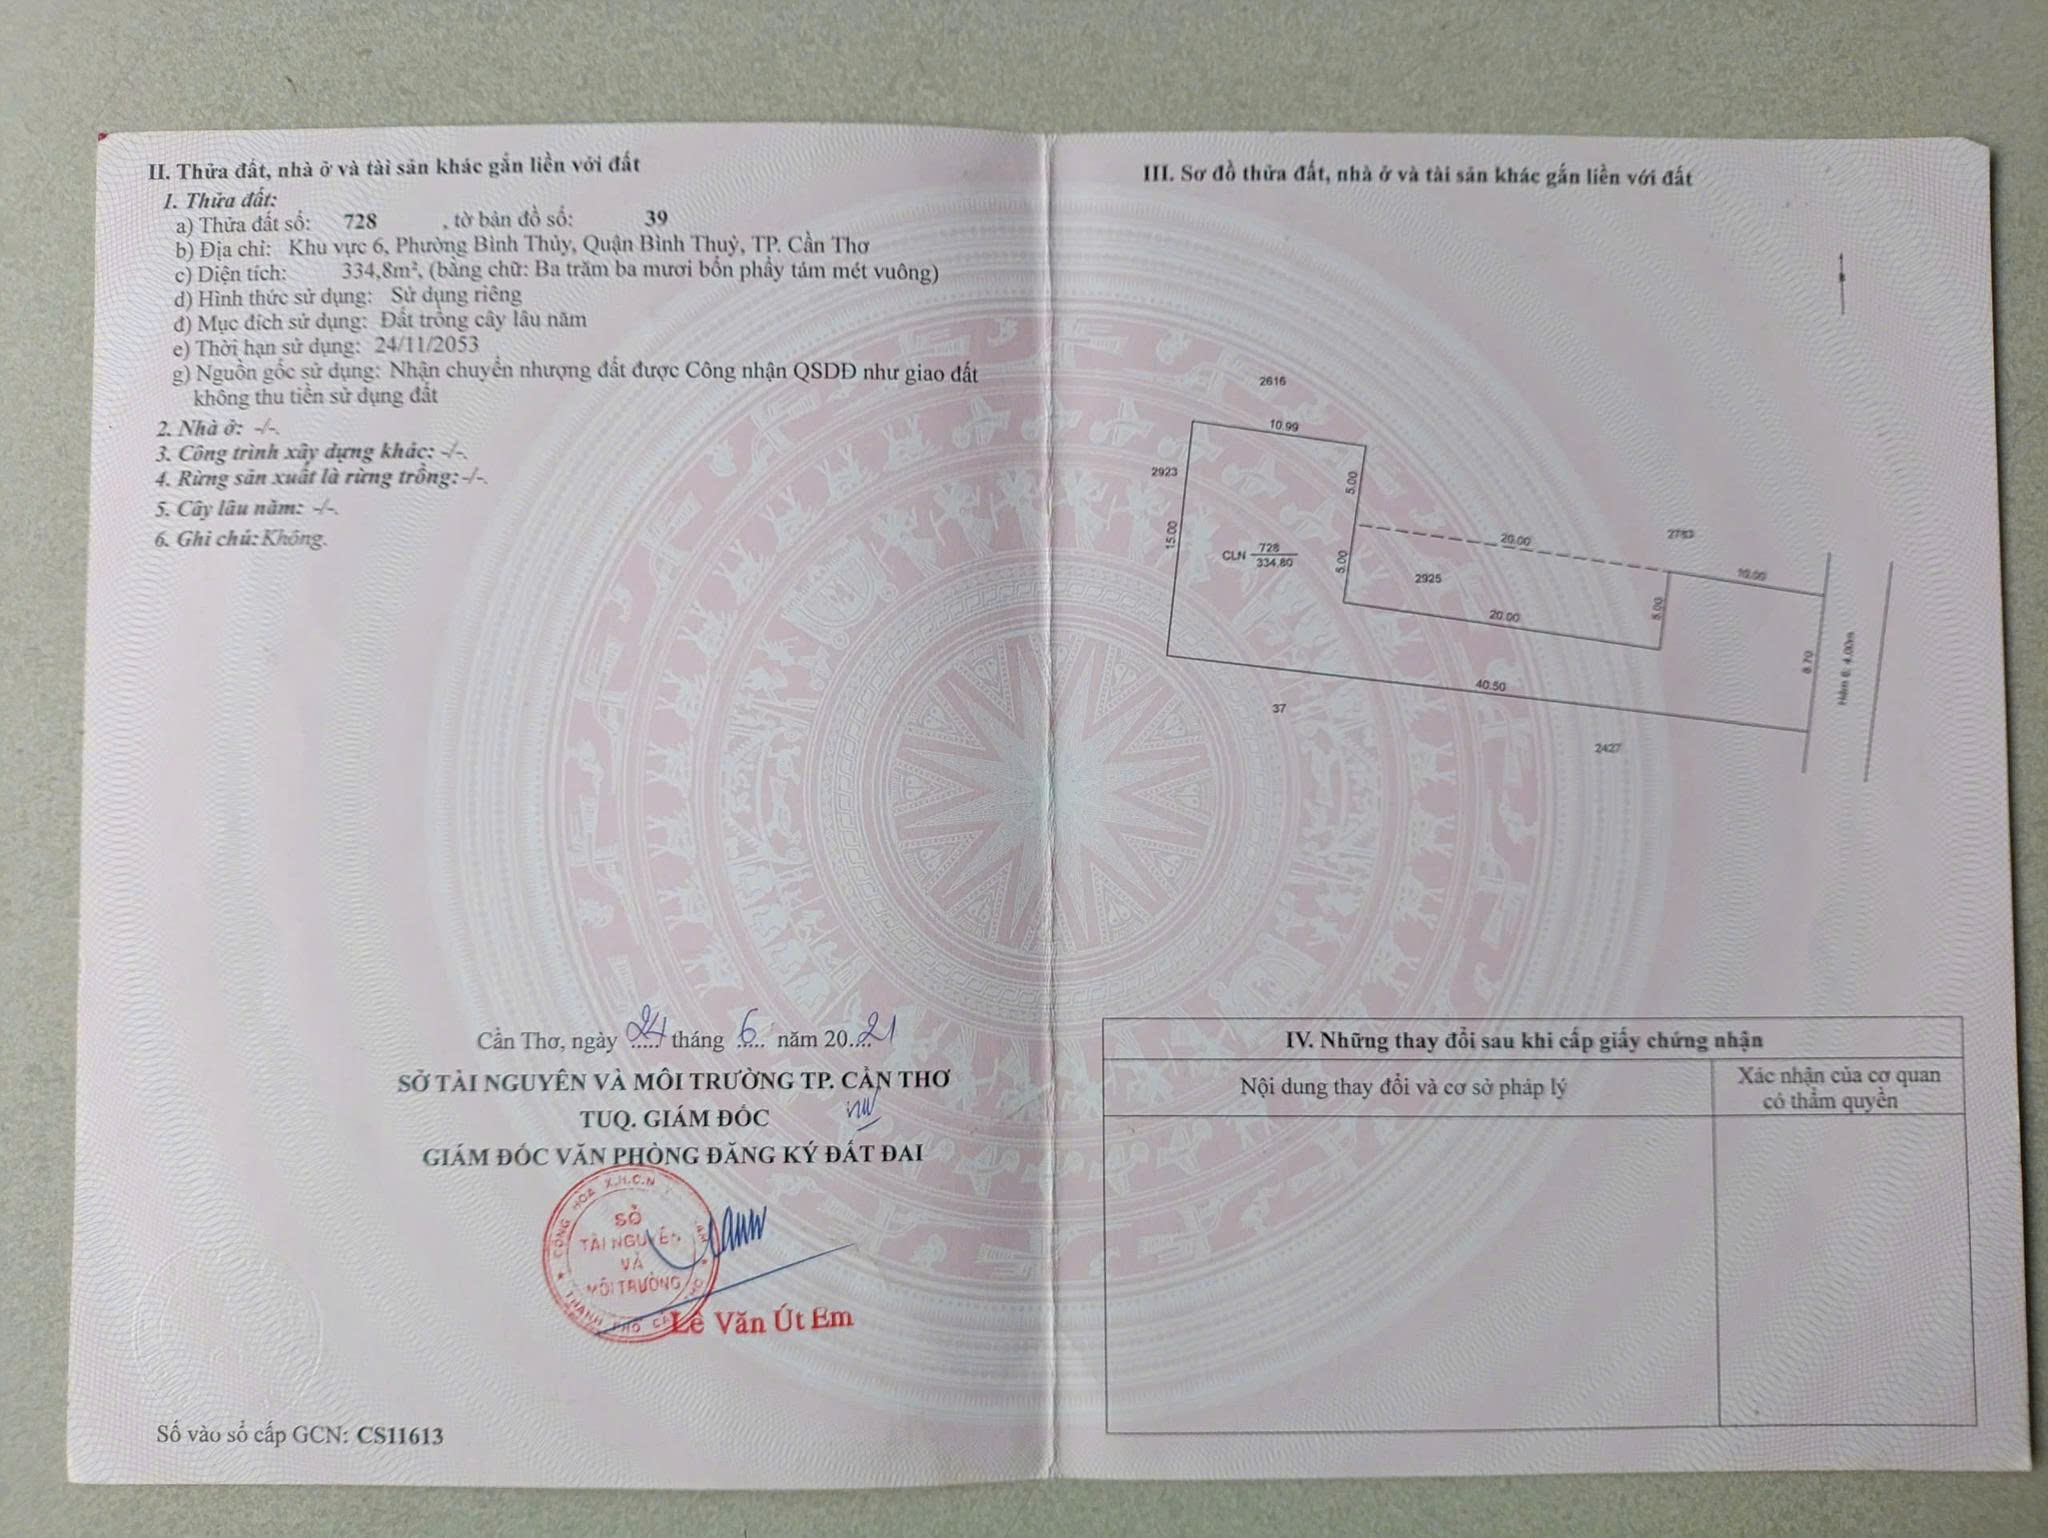 II. Thửa đất, nhà ở và tài sản khác gắn liền với đất
1. Thửa đất:
a) Thửa đất số: 728 , tờ bản đồ số: 39
b) Địa chỉ: Khu vực 6, Phường Bình Thủy, Quận Bình Thuỷ, TP. Cần Thơ
c) Diện tích: 334,8m², (bằng chữ: Ba trăm ba mươi bốn phẩy tám mét vuông)
d) Hình thức sử dụng: Sử dụng riêng
đ) Mục đích sử dụng: Đất trồng cây lâu năm
e) Thời hạn sử dụng: 24/11/2053
g) Nguồn gốc sử dụng: Nhận chuyển nhượng đất được Công nhận QSDĐ như giao đất
không thu tiền sử dụng đất
2. Nhà ở: -/-.
3. Công trình xây dựng khác: -/-.
4. Rừng sản xuất là rừng trồng: -/-.
5. Cây lâu năm: -/-.
6. Ghi chú: Không.
Cần Thơ, ngày 24 tháng 6 năm 2021
SỞ TÀI NGUYÊN VÀ MÔI TRƯỜNG TP. CẦN THƠ
TUQ. GIÁM ĐỐC
GIÁM ĐỐC VĂN PHÒNG ĐĂNG KÝ ĐẤT ĐAI
CỘNG HÒA X.H.C.N
SỞ
TÀI NGUYÊN
VÀ
MÔI TRƯỜNG
THÀNH PHỐ CẦN THƠ
Lê Văn Út Em
Số vào sổ cấp GCN: CS11613
III. Sơ đồ thửa đất, nhà ở và tài sản khác gắn liền với đất
2616
10.99
2923
5.00
15.00
20.00
2783
CLN 728
334.80
5.00
2925
10.00
20.00
5.00
Hẻm 6: 4.00m
8.70
40.50
37
2427
IV. Những thay đổi sau khi cấp giấy chứng nhận
Nội dung thay đổi và cơ sở pháp lý
Xác nhận của cơ quan
có thẩm quyền